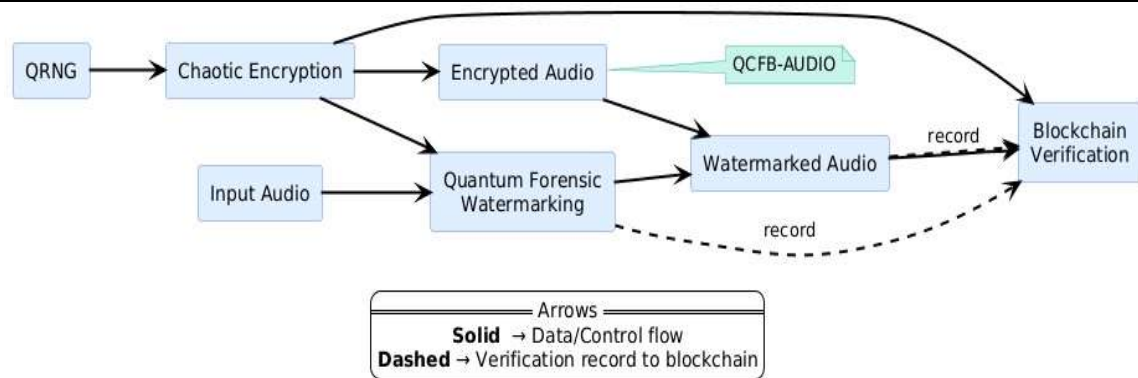 QRNG
Chaotic Encryption
Encrypted Audio
QCFB-AUDIO
Input Audio
Quantum Forensic
Watermarking
Watermarked Audio
record
Blockchain
Verification
record
Arrows
Solid → Data/Control flow
Dashed → Verification record to blockchain